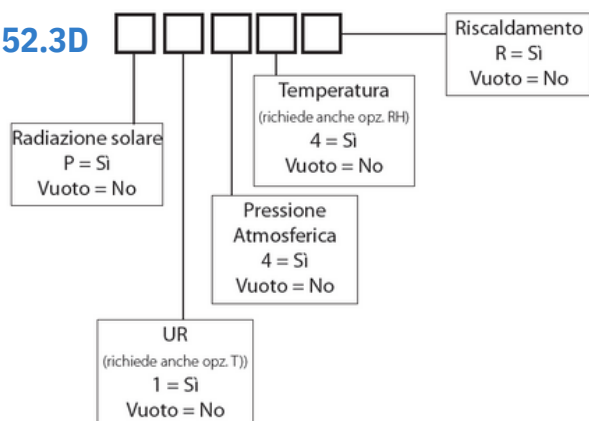 52.3D
Riscaldamento
R = Sì
Vuoto = No
Temperatura
(richiede anche opz. RH)
4 = Sì
Vuoto = No
Radiazione solare
P = Sì
Vuoto = No
Pressione
Atmosferica
4 = Sì
Vuoto = No
UR
(richiede anche opz. T))
1 = Sì
Vuoto = No